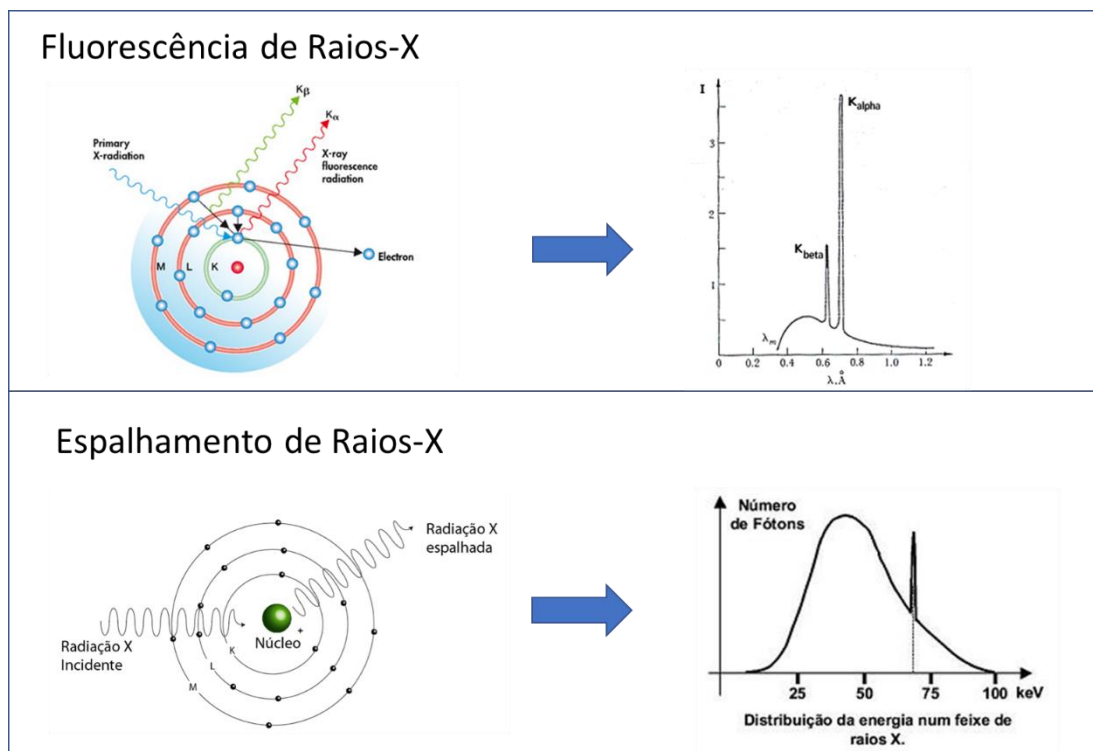 Fluorescência de Raios-X
Kβ
Kα
Primary
X-radiation
X-ray
fluorescence
radiation
M L K
Electron
I
K alpha
3
2
K beta
1
λm
0 0.2 0.4 0.6 0.8 1.0 1.2
λ.Å
Espalhamento de Raios-X
Radiação X
espalhada
Núcleo
+
Radiação X
Incidente
K
L
M
Número
de Fótons
25 50 75 100 keV
Distribuição da energia num feixe de
raios X.